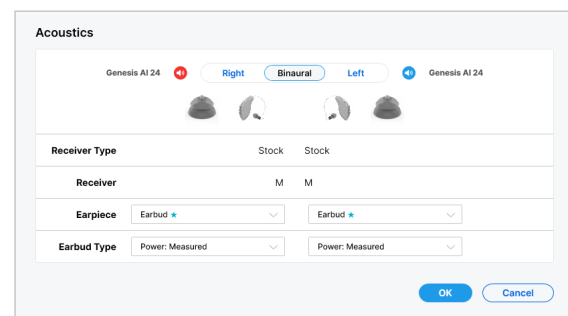 Acoustics
Genesis AI 24 Right Binaural Left Genesis AI 24
Receiver Type Stock Stock
Receiver M M
Earpiece Earbud ★ Earbud ★
Earbud Type Power: Measured Power: Measured
OK Cancel